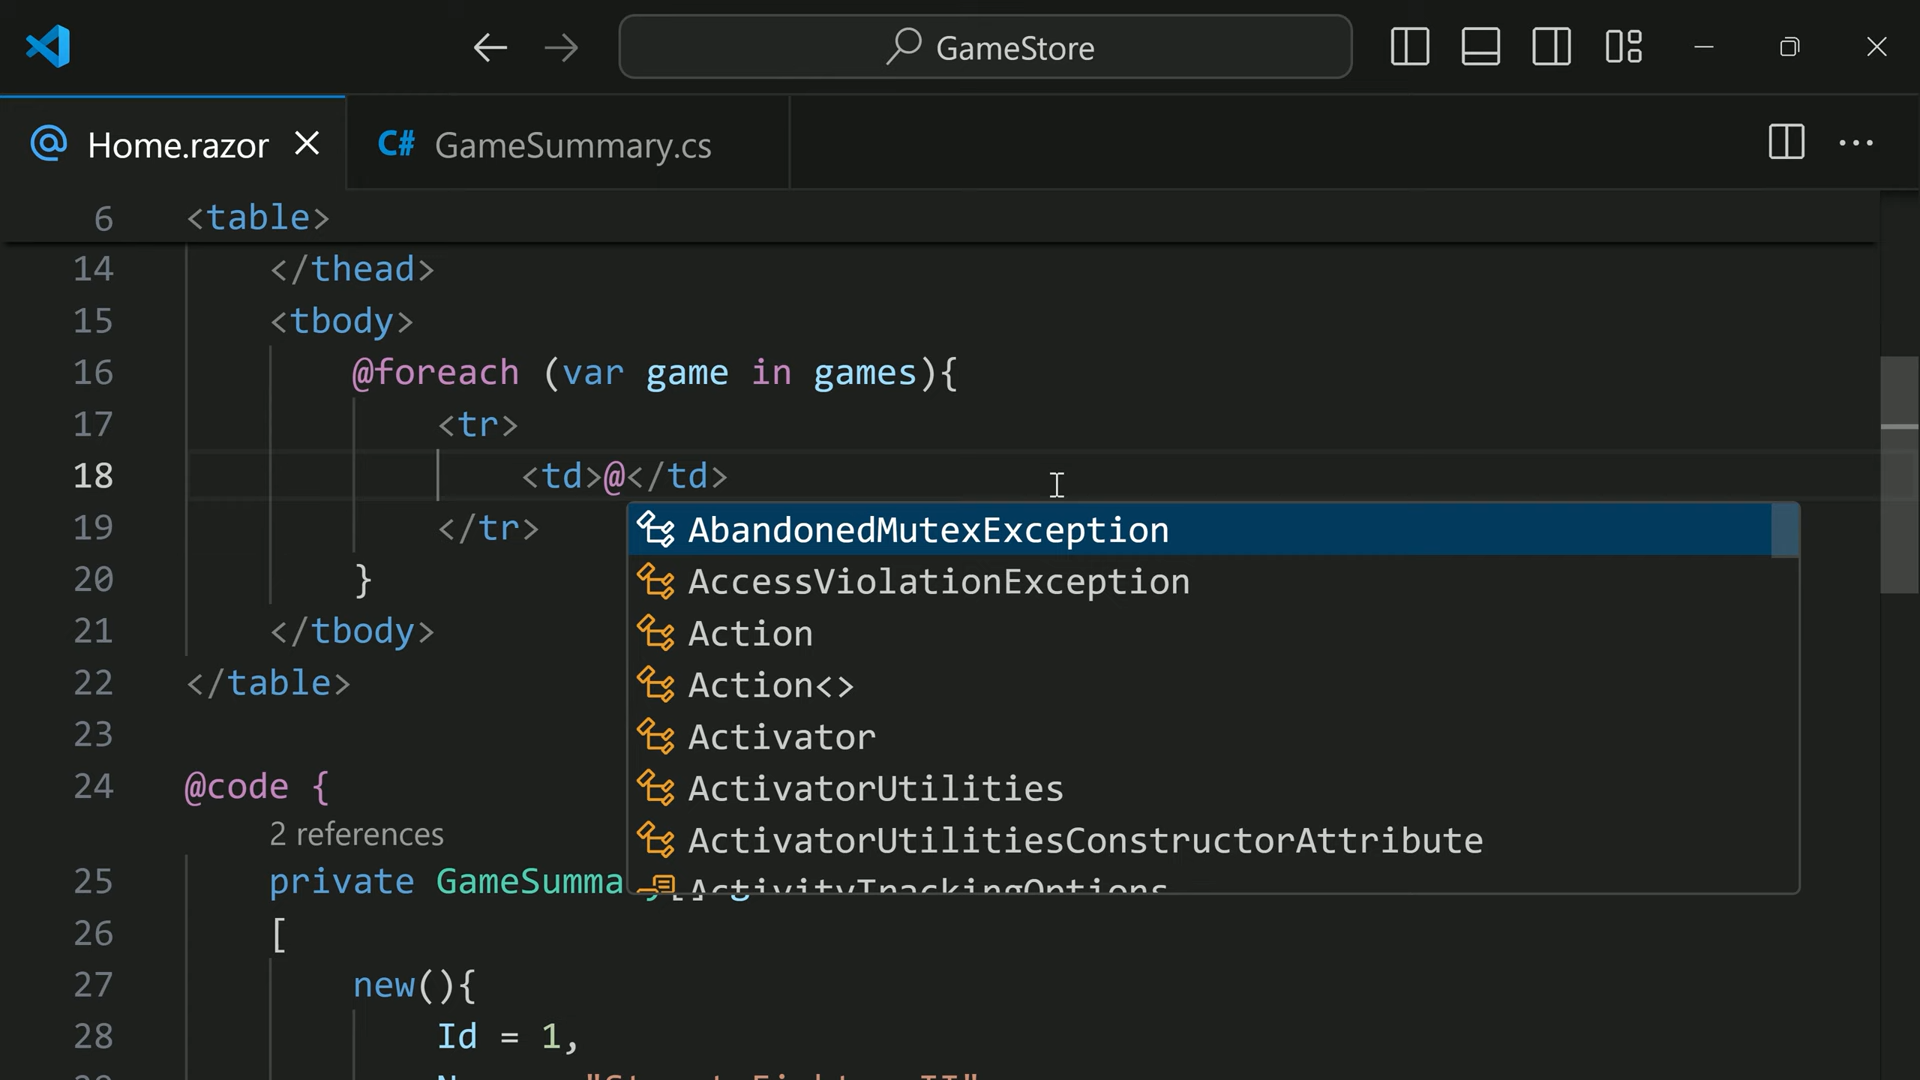 GameStore
Home.razor
C# GameSummary.cs
6 <table>
14 </thead>
15 <tbody>
16 @foreach (var game in games){
17 <tr>
18 <td>@</td>
19 </tr>
20 }
21 </tbody>
22 </table>
23
24 @code {
2 references
25 private GameSumma
26 [
27 new(){
28 Id = 1,
AbandonedMutexException
AccessViolationException
Action
Action<>
Activator
ActivatorUtilities
ActivatorUtilitiesConstructorAttribute
ActivityTrackingOptions